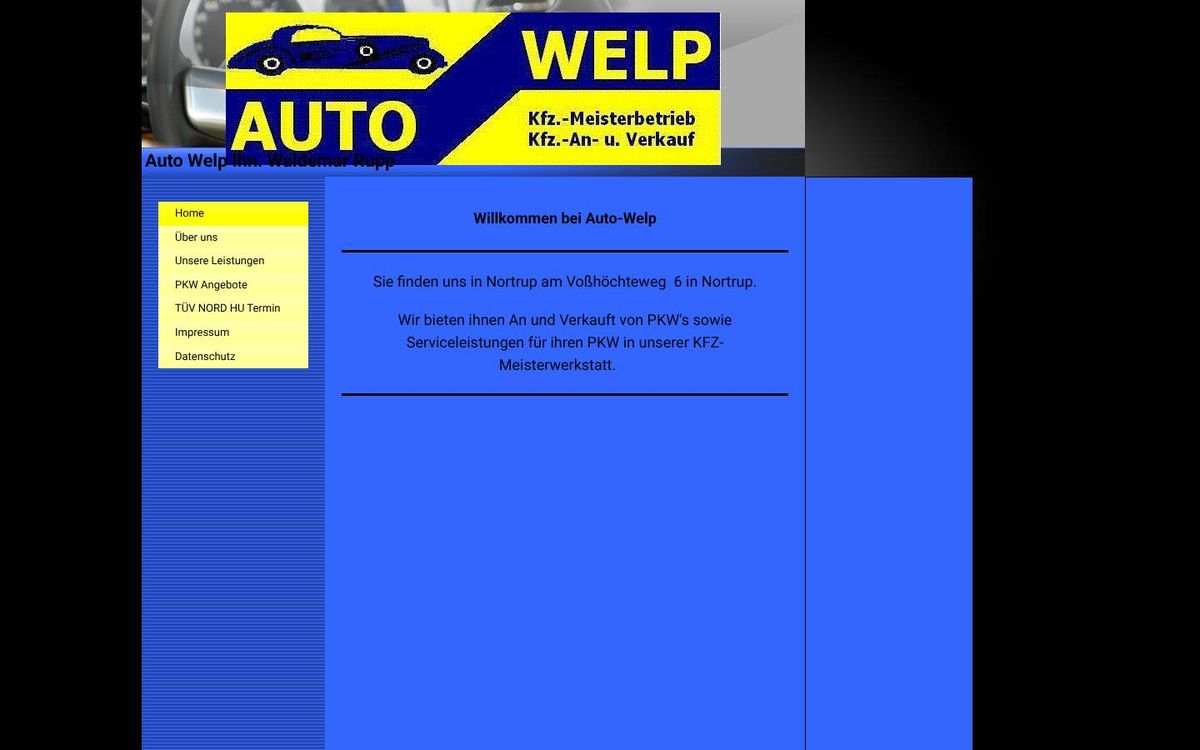 WELP
AUTO
Kfz.-Meisterbetrieb
Kfz.-An- u. Verkauf
Auto Welp Ihn. Waldemar Rupp
Home
Über uns
Unsere Leistungen
PKW Angebote
TÜV NORD HU Termin
Impressum
Datenschutz
Willkommen bei Auto-Welp
Sie finden uns in Nortrup am Voßhöchteweg  6 in Nortrup.
Wir bieten ihnen An und Verkauft von PKW's sowie
Serviceleistungen für ihren PKW in unserer KFZ-
Meisterwerkstatt.